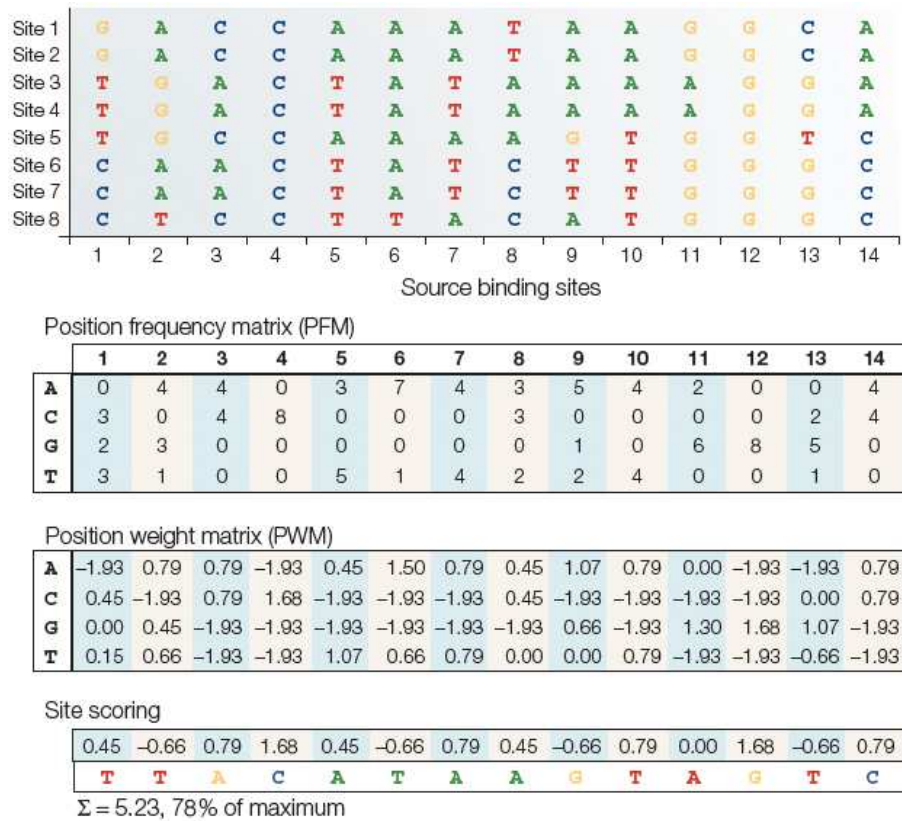 Site 1 G A C C A A A T A A G G C A
Site 2 G A C C A A A T A A G G C A
Site 3 T G A C T A T A A A A G G A
Site 4 T G A C T A T A A A A G G A
Site 5 T G C C A A A A G T G G T C
Site 6 C A A C T A T C T T G G G C
Site 7 C A A C T A T C T T G G G C
Site 8 C T C C T T A C A T G G G C
1 2 3 4 5 6 7 8 9 10 11 12 13 14
Source binding sites
Position frequency matrix (PFM)
1 2 3 4 5 6 7 8 9 10 11 12 13 14
A 0 4 4 0 3 7 4 3 5 4 2 0 0 4
C 3 0 4 8 0 0 0 3 0 0 0 0 2 4
G 2 3 0 0 0 0 0 0 1 0 6 8 5 0
T 3 1 0 0 5 1 4 2 2 4 0 0 1 0
Position weight matrix (PWM)
A –1.93 0.79 0.79 –1.93 0.45 1.50 0.79 0.45 1.07 0.79 0.00 –1.93 –1.93 0.79
C 0.45 –1.93 0.79 1.68 –1.93 –1.93 –1.93 0.45 –1.93 –1.93 –1.93 –1.93 0.00 0.79
G 0.00 0.45 –1.93 –1.93 –1.93 –1.93 –1.93 –1.93 0.66 –1.93 1.30 1.68 1.07 –1.93
T 0.15 0.66 –1.93 –1.93 1.07 0.66 0.79 0.00 0.00 0.79 –1.93 –1.93 –0.66 –1.93
Site scoring
0.45 –0.66 0.79 1.68 0.45 –0.66 0.79 0.45 –0.66 0.79 0.00 1.68 –0.66 0.79
T T A C A T A A G T A G T C
Σ = 5.23, 78% of maximum